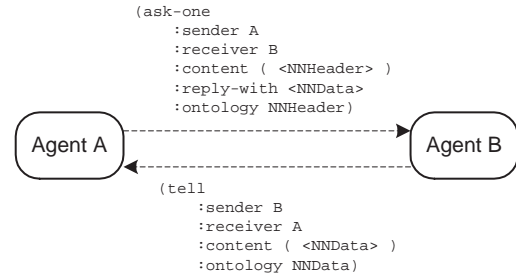 (ask-one
:sender A
:receiver B
:content ( <NNHeader> )
:reply-with <NNData>
:ontology NNHeader)
Agent A
Agent B
(tell
:sender B
:receiver A
:content ( <NNData> )
:ontology NNData)